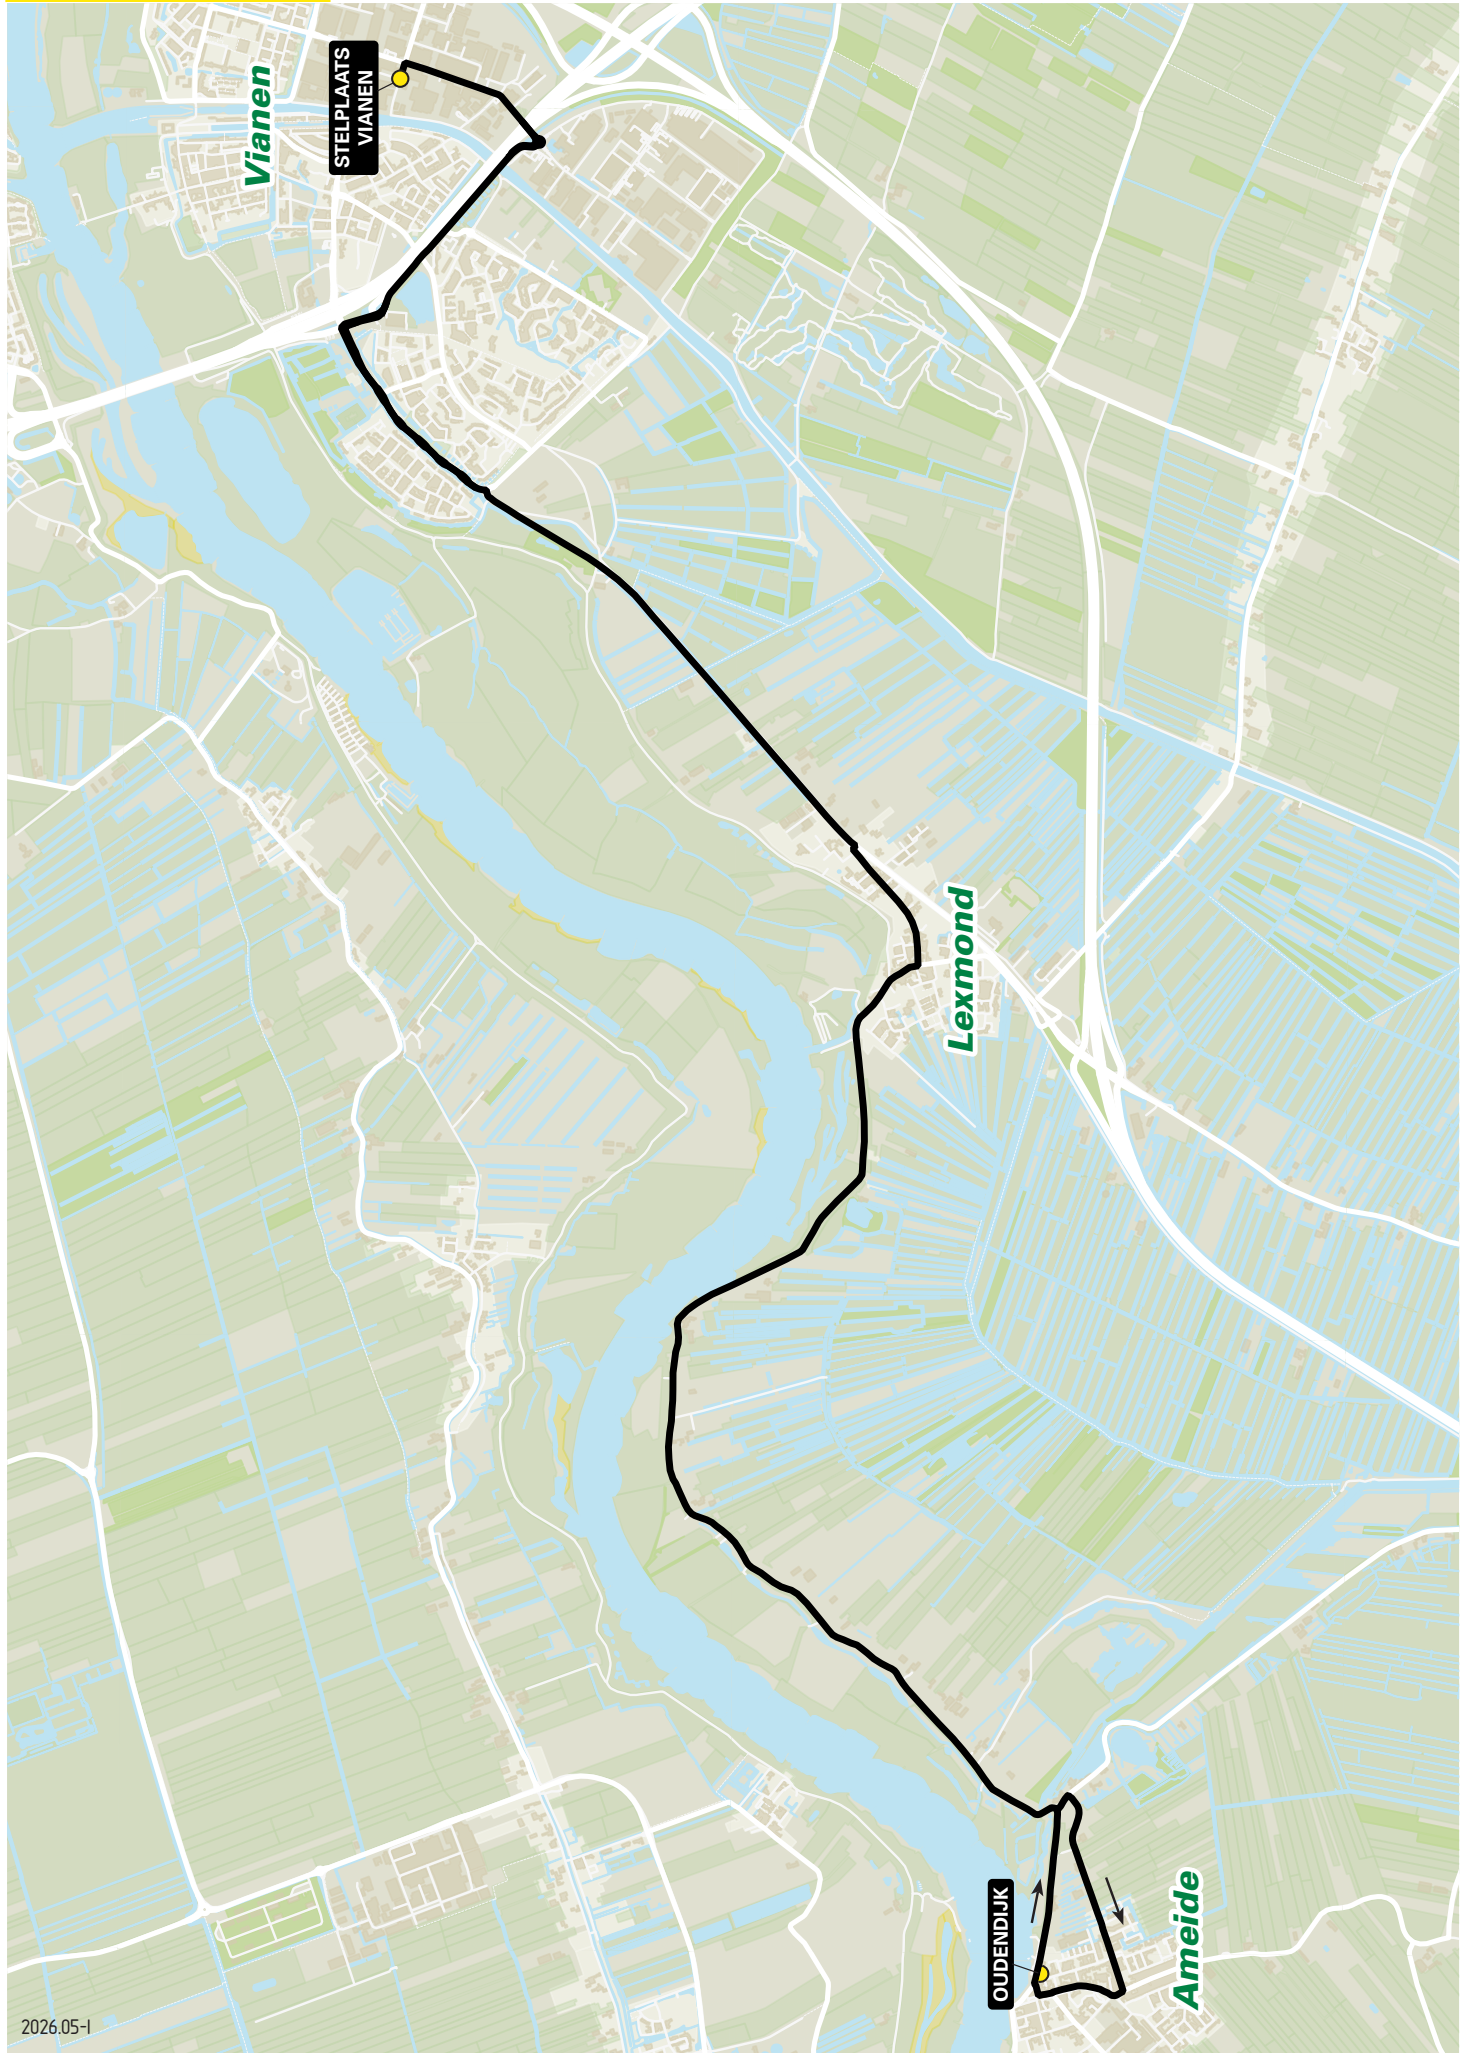 Vianen
STELPLAATS
VIANEN
Lexmond
OUDENDIJK
Ameide
2026.05-I